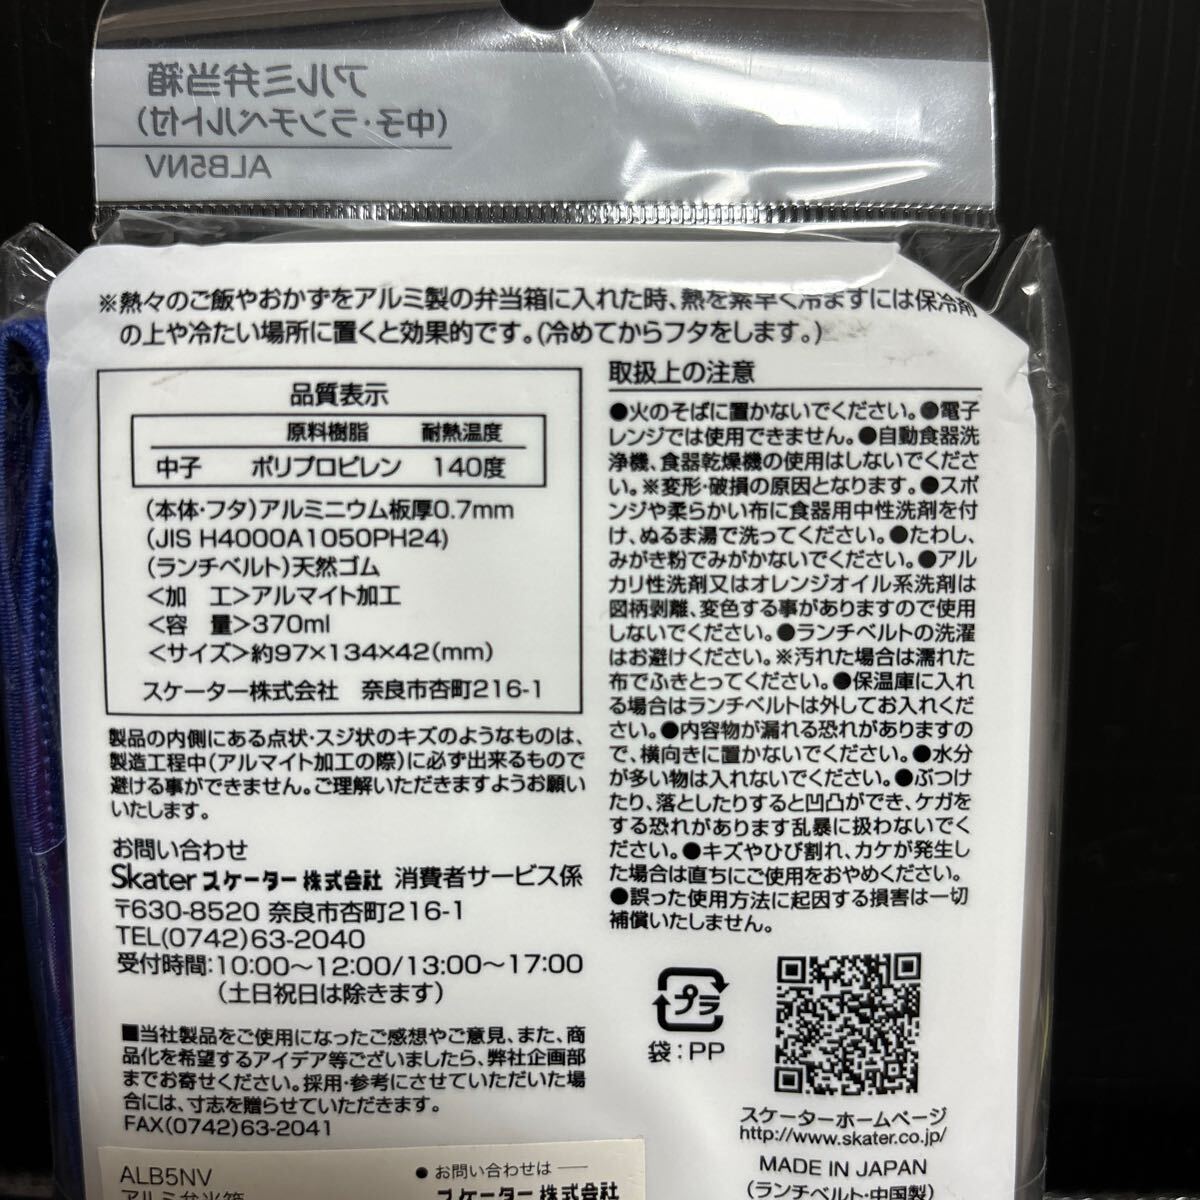 アルミ弁当箱
(中子・ランチベルト付)
ALB5NV
※熱々のご飯やおかずをアルミ製の弁当箱に入れた時、熱を素早く冷ますには保冷剤
の上や冷たい場所に置くと効果的です。(冷めてからフタをします。)
品質表示
原料樹脂 耐熱温度
中子 ポリプロピレン 140度
(本体・フタ)アルミニウム板厚0.7mm
(JIS H4000A1050PH24)
(ランチベルト)天然ゴム
<加 工>アルマイト加工
<容 量>370ml
<サイズ>約97×134×42(mm)
スケーター株式会社 奈良市杏町216-1
製品の内側にある点状・スジ状のキズのようなものは、
製造工程中(アルマイト加工の際)に必ず出来るもので
避ける事ができません。ご理解いただきますようお願い
いたします。
お問い合わせ
Skater スケーター株式会社 消費者サービス係
〒630-8520 奈良市杏町216-1
TEL(0742)63-2040
受付時間:10:00〜12:00/13:00〜17:00
(土日祝日は除きます)
■当社製品をご使用になったご感想やご意見、また、商
品化を希望するアイデア等ございましたら、弊社企画部
までお寄せください。採用・参考にさせていただいた場
合には、寸志を贈らせていただきます。
FAX(0742)63-2041
取扱上の注意
●火のそばに置かないでください。●電子
レンジでは使用できません。●自動食器洗
浄機、食器乾燥機の使用はしないでくださ
い。※変形・破損の原因となります。●スポ
ンジや柔らかい布に食器用中性洗剤を付
け、ぬるま湯で洗ってください。●たわし、
みがき粉でみがかないでください。●アル
カリ性洗剤又はオレンジオイル系洗剤は
図柄剥離、変色する事がありますので使用
しないでください。●ランチベルトの洗濯
はお避けください。※汚れた場合は濡れた
布でふきとってください。●保温庫に入れ
る場合はランチベルトは外してお入れくだ
さい。●内容物が漏れる恐れがありますの
で、横向きに置かないでください。●水分
が多い物は入れないでください。●ぶつけ
たり、落としたりすると凹凸ができ、ケガを
する恐れがあります乱暴に扱わないでく
ださい。●キズやひび割れ、カケが発生し
た場合は直ちにご使用をおやめください。
●誤った使用方法に起因する損害は一切
補償いたしません。
プラ
袋:PP
スケーターホームページ
http://www.skater.co.jp/
MADE IN JAPAN
(ランチベルト・中国製)
ALB5NV
アルミ弁当箱
●お問い合わせは
スケーター株式会社